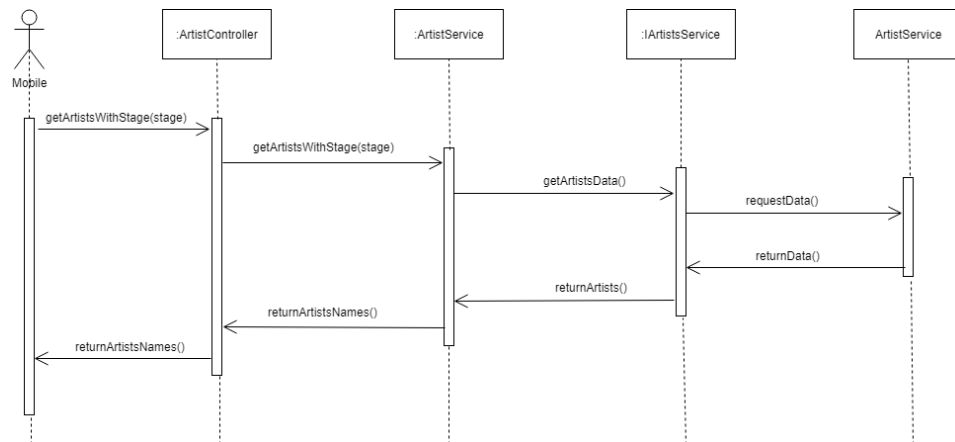 :ArtistController
:ArtistService
:IArtistsService
ArtistService
Mobile
getArtistsWithStage(stage)
getArtistsWithStage(stage)
getArtistsData()
requestData()
returnData()
returnArtists()
returnArtistsNames()
returnArtistsNames()